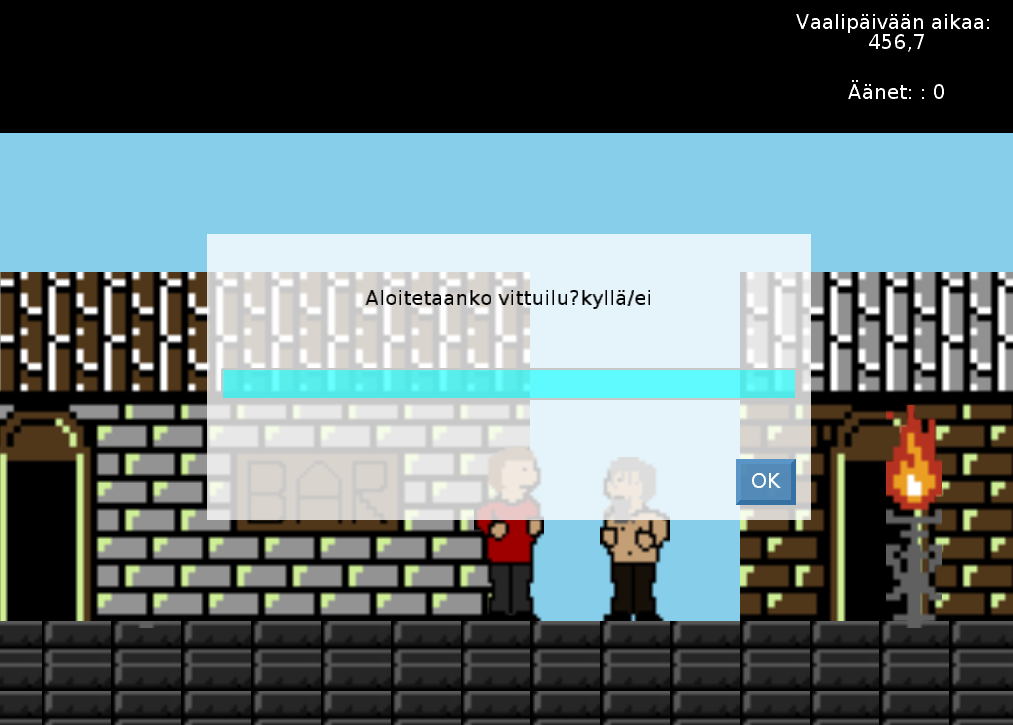 Vaalipäivään aikaa:
456,7
Äänet: : 0
Aloitetaanko vittuilu?kyllä/ei
OK
BAR